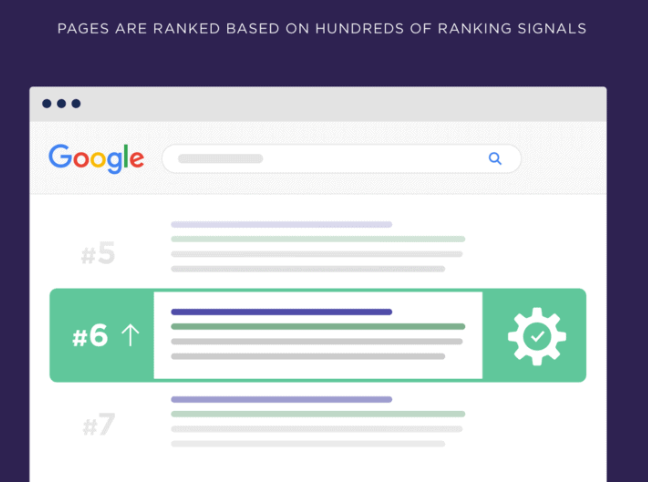 PAGES ARE RANKED BASED ON HUNDREDS OF RANKING SIGNALS
Google
#5
#6
#7